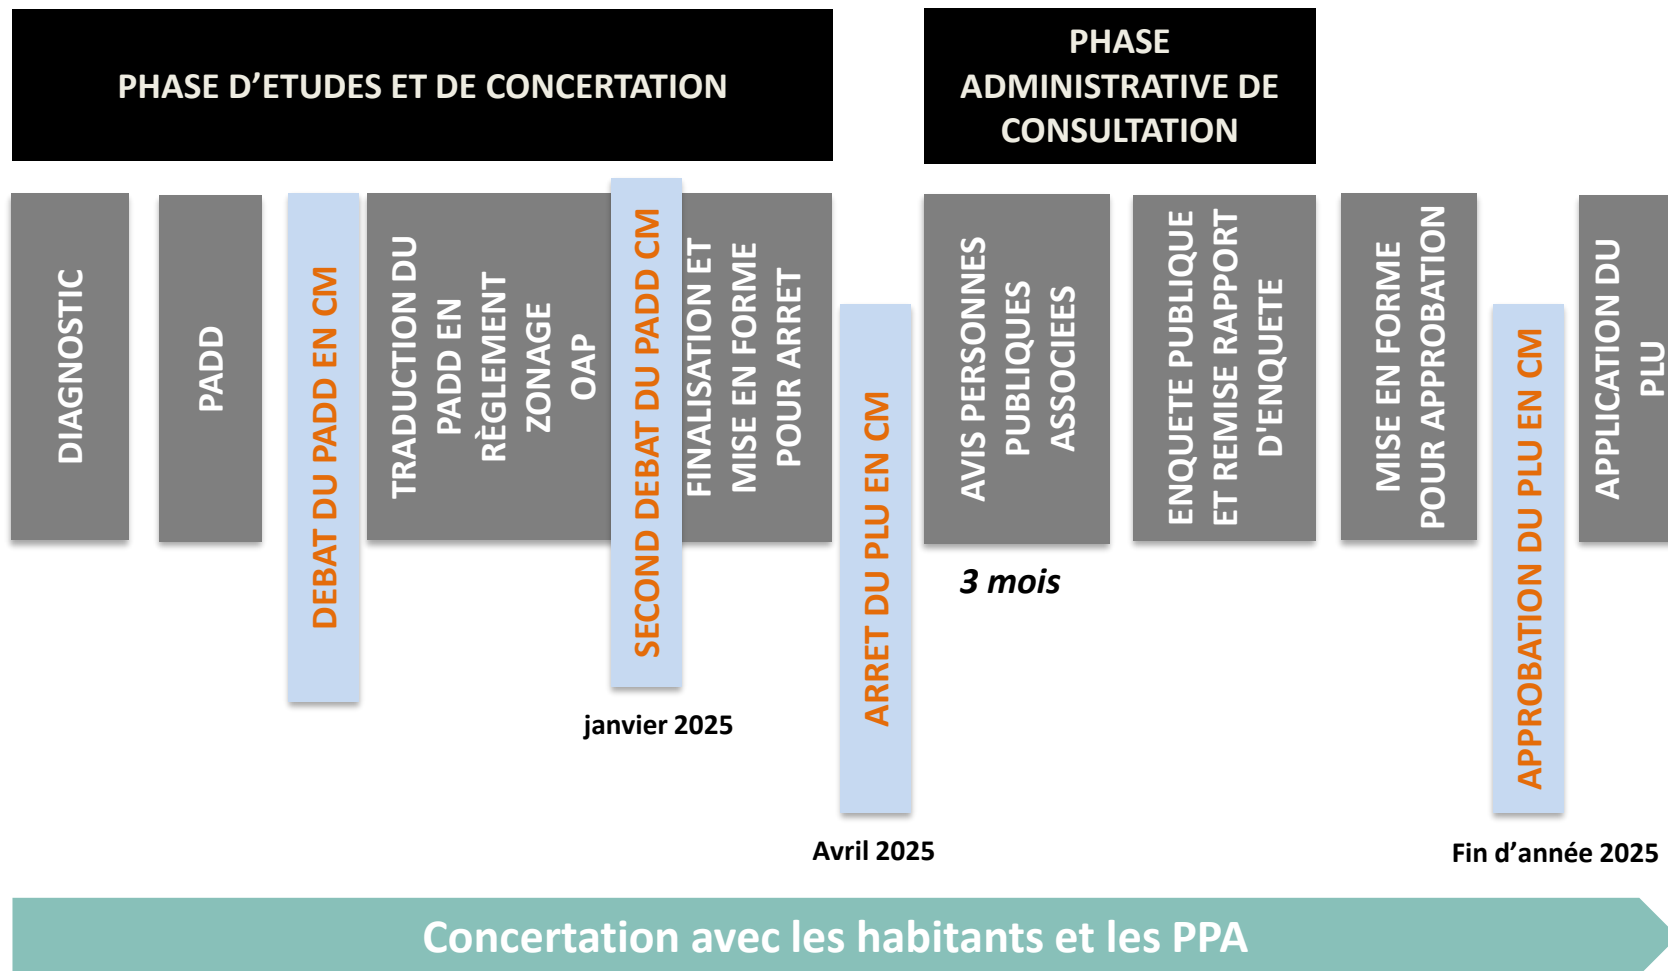 PHASE D’ETUDES ET DE CONCERTATION
PHASE
ADMINISTRATIVE DE
CONSULTATION
DIAGNOSTIC
PADD
DEBAT DU PADD EN CM
TRADUCTION DU
PADD EN
RÈGLEMENT
ZONAGE
OAP
SECOND DEBAT DU PADD CM
FINALISATION ET
MISE EN FORME
POUR ARRET
ARRET DU PLU EN CM
AVIS PERSONNES
PUBLIQUES
ASSOCIEES
ENQUETE PUBLIQUE
ET REMISE RAPPORT
D'ENQUETE
MISE EN FORME
POUR APPROBATION
APPROBATION DU PLU EN CM
APPLICATION DU
PLU
3 mois
janvier 2025
Avril 2025
Fin d’année 2025
Concertation avec les habitants et les PPA